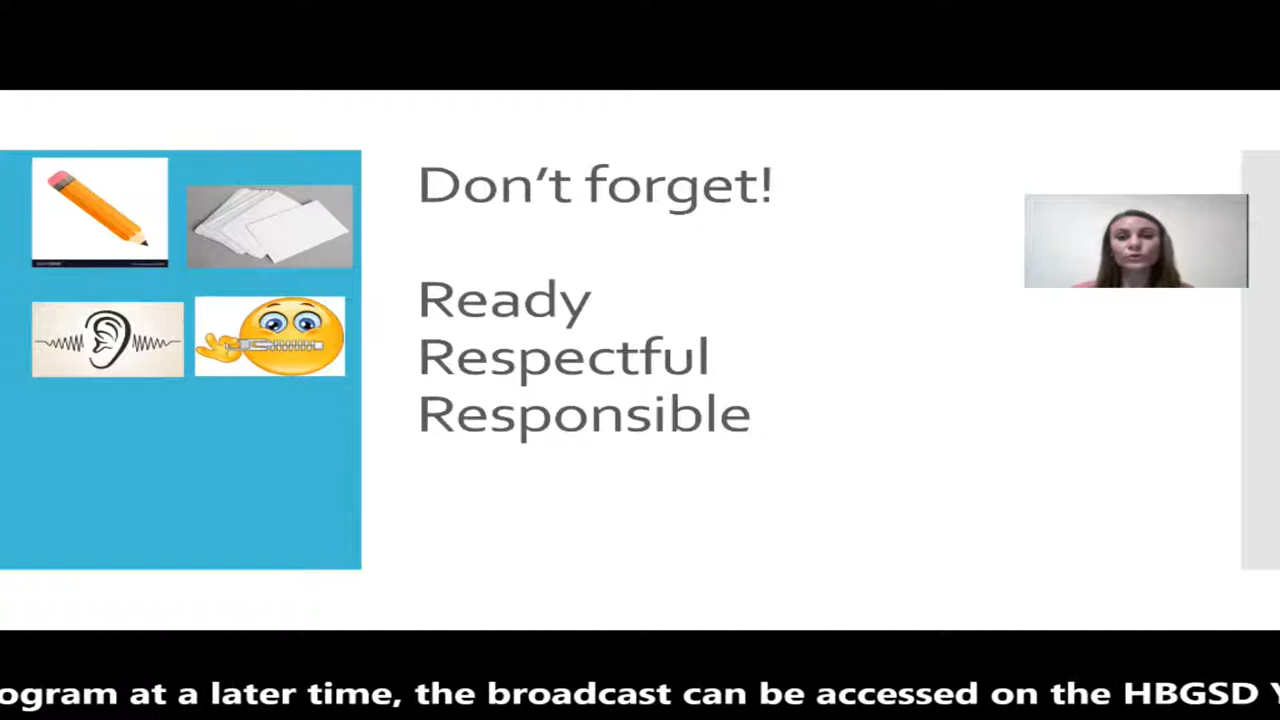 Don't forget!
Ready
Respectful
Responsible
ogram at a later time, the broadcast can be accessed on the HBGSD